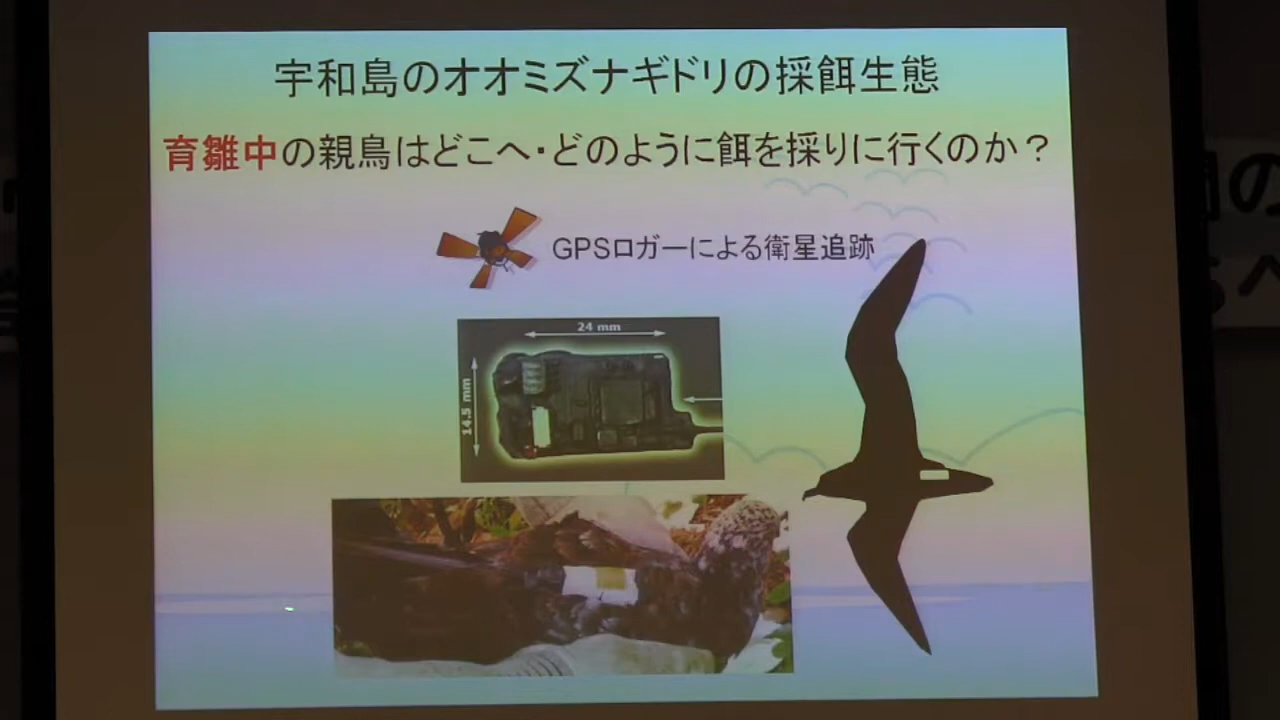 宇和島のオオミズナギドリの採餌生態
育雛中の親鳥はどこへ・どのように餌を採りに行くのか？
GPSロガーによる衛星追跡
24 mm
14.5 mm